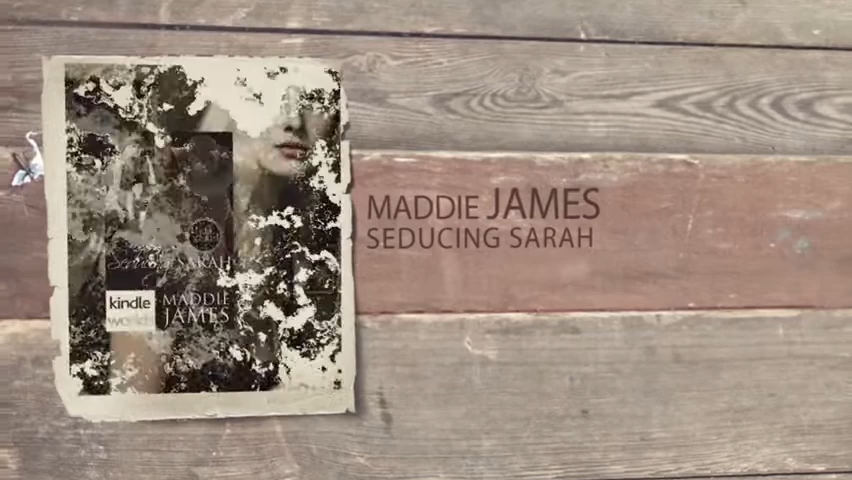 MADDIE JAMES
SEDUCING SARAH
SARAH
kindle
worlds
MADDIE
JAMES